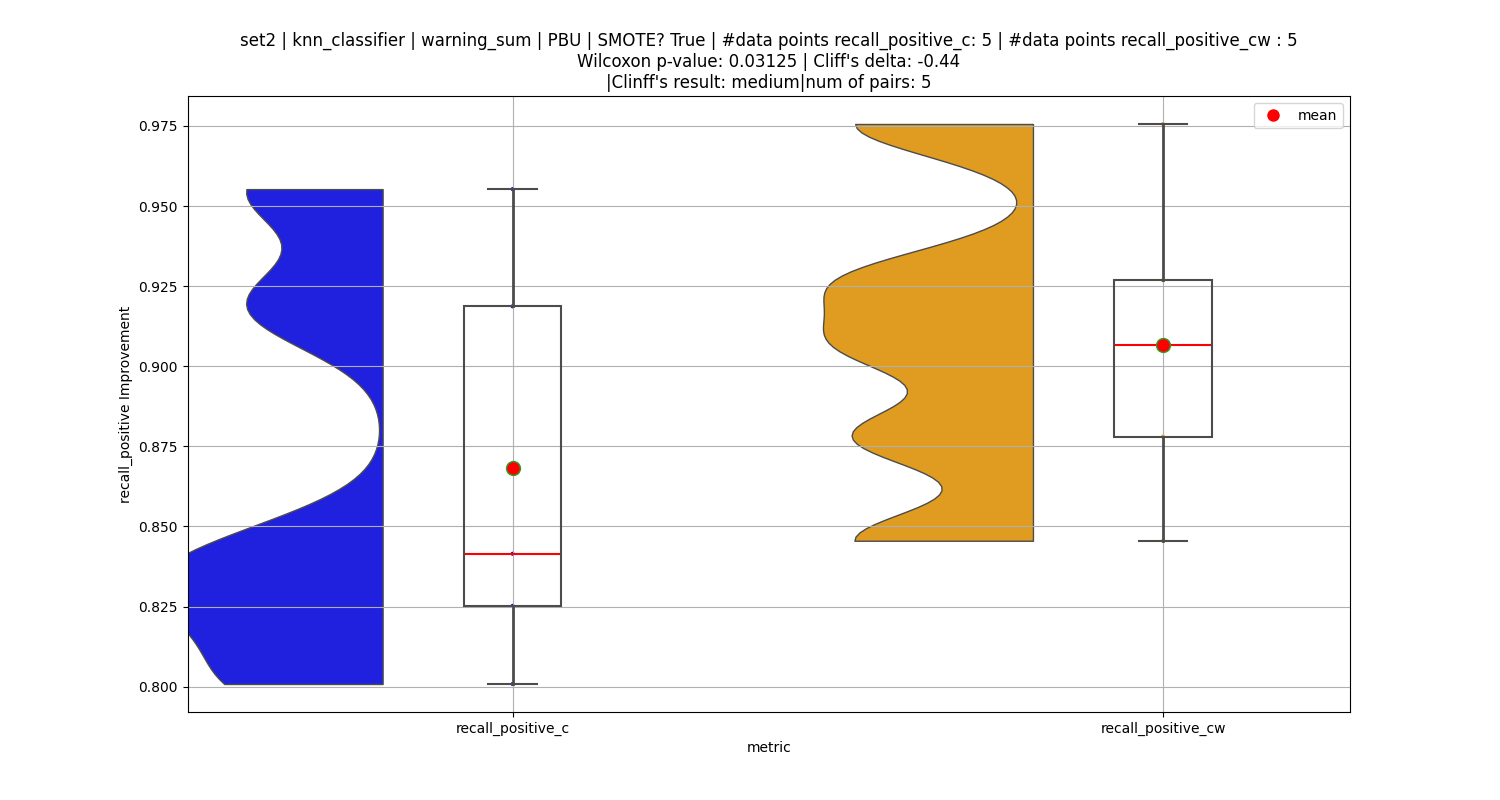 set2 | knn_classifier | warning_sum | PBU | SMOTE? True | #data points recall_positive_c: 5 | #data points recall_positive_cw : 5
Wilcoxon p-value: 0.03125 | Cliff's delta: -0.44
|Clinff's result: medium|num of pairs: 5
mean
0.975
0.950
0.925
0.900
0.875
0.850
0.825
0.800
recall_positive Improvement
recall_positive_c
recall_positive_cw
metric